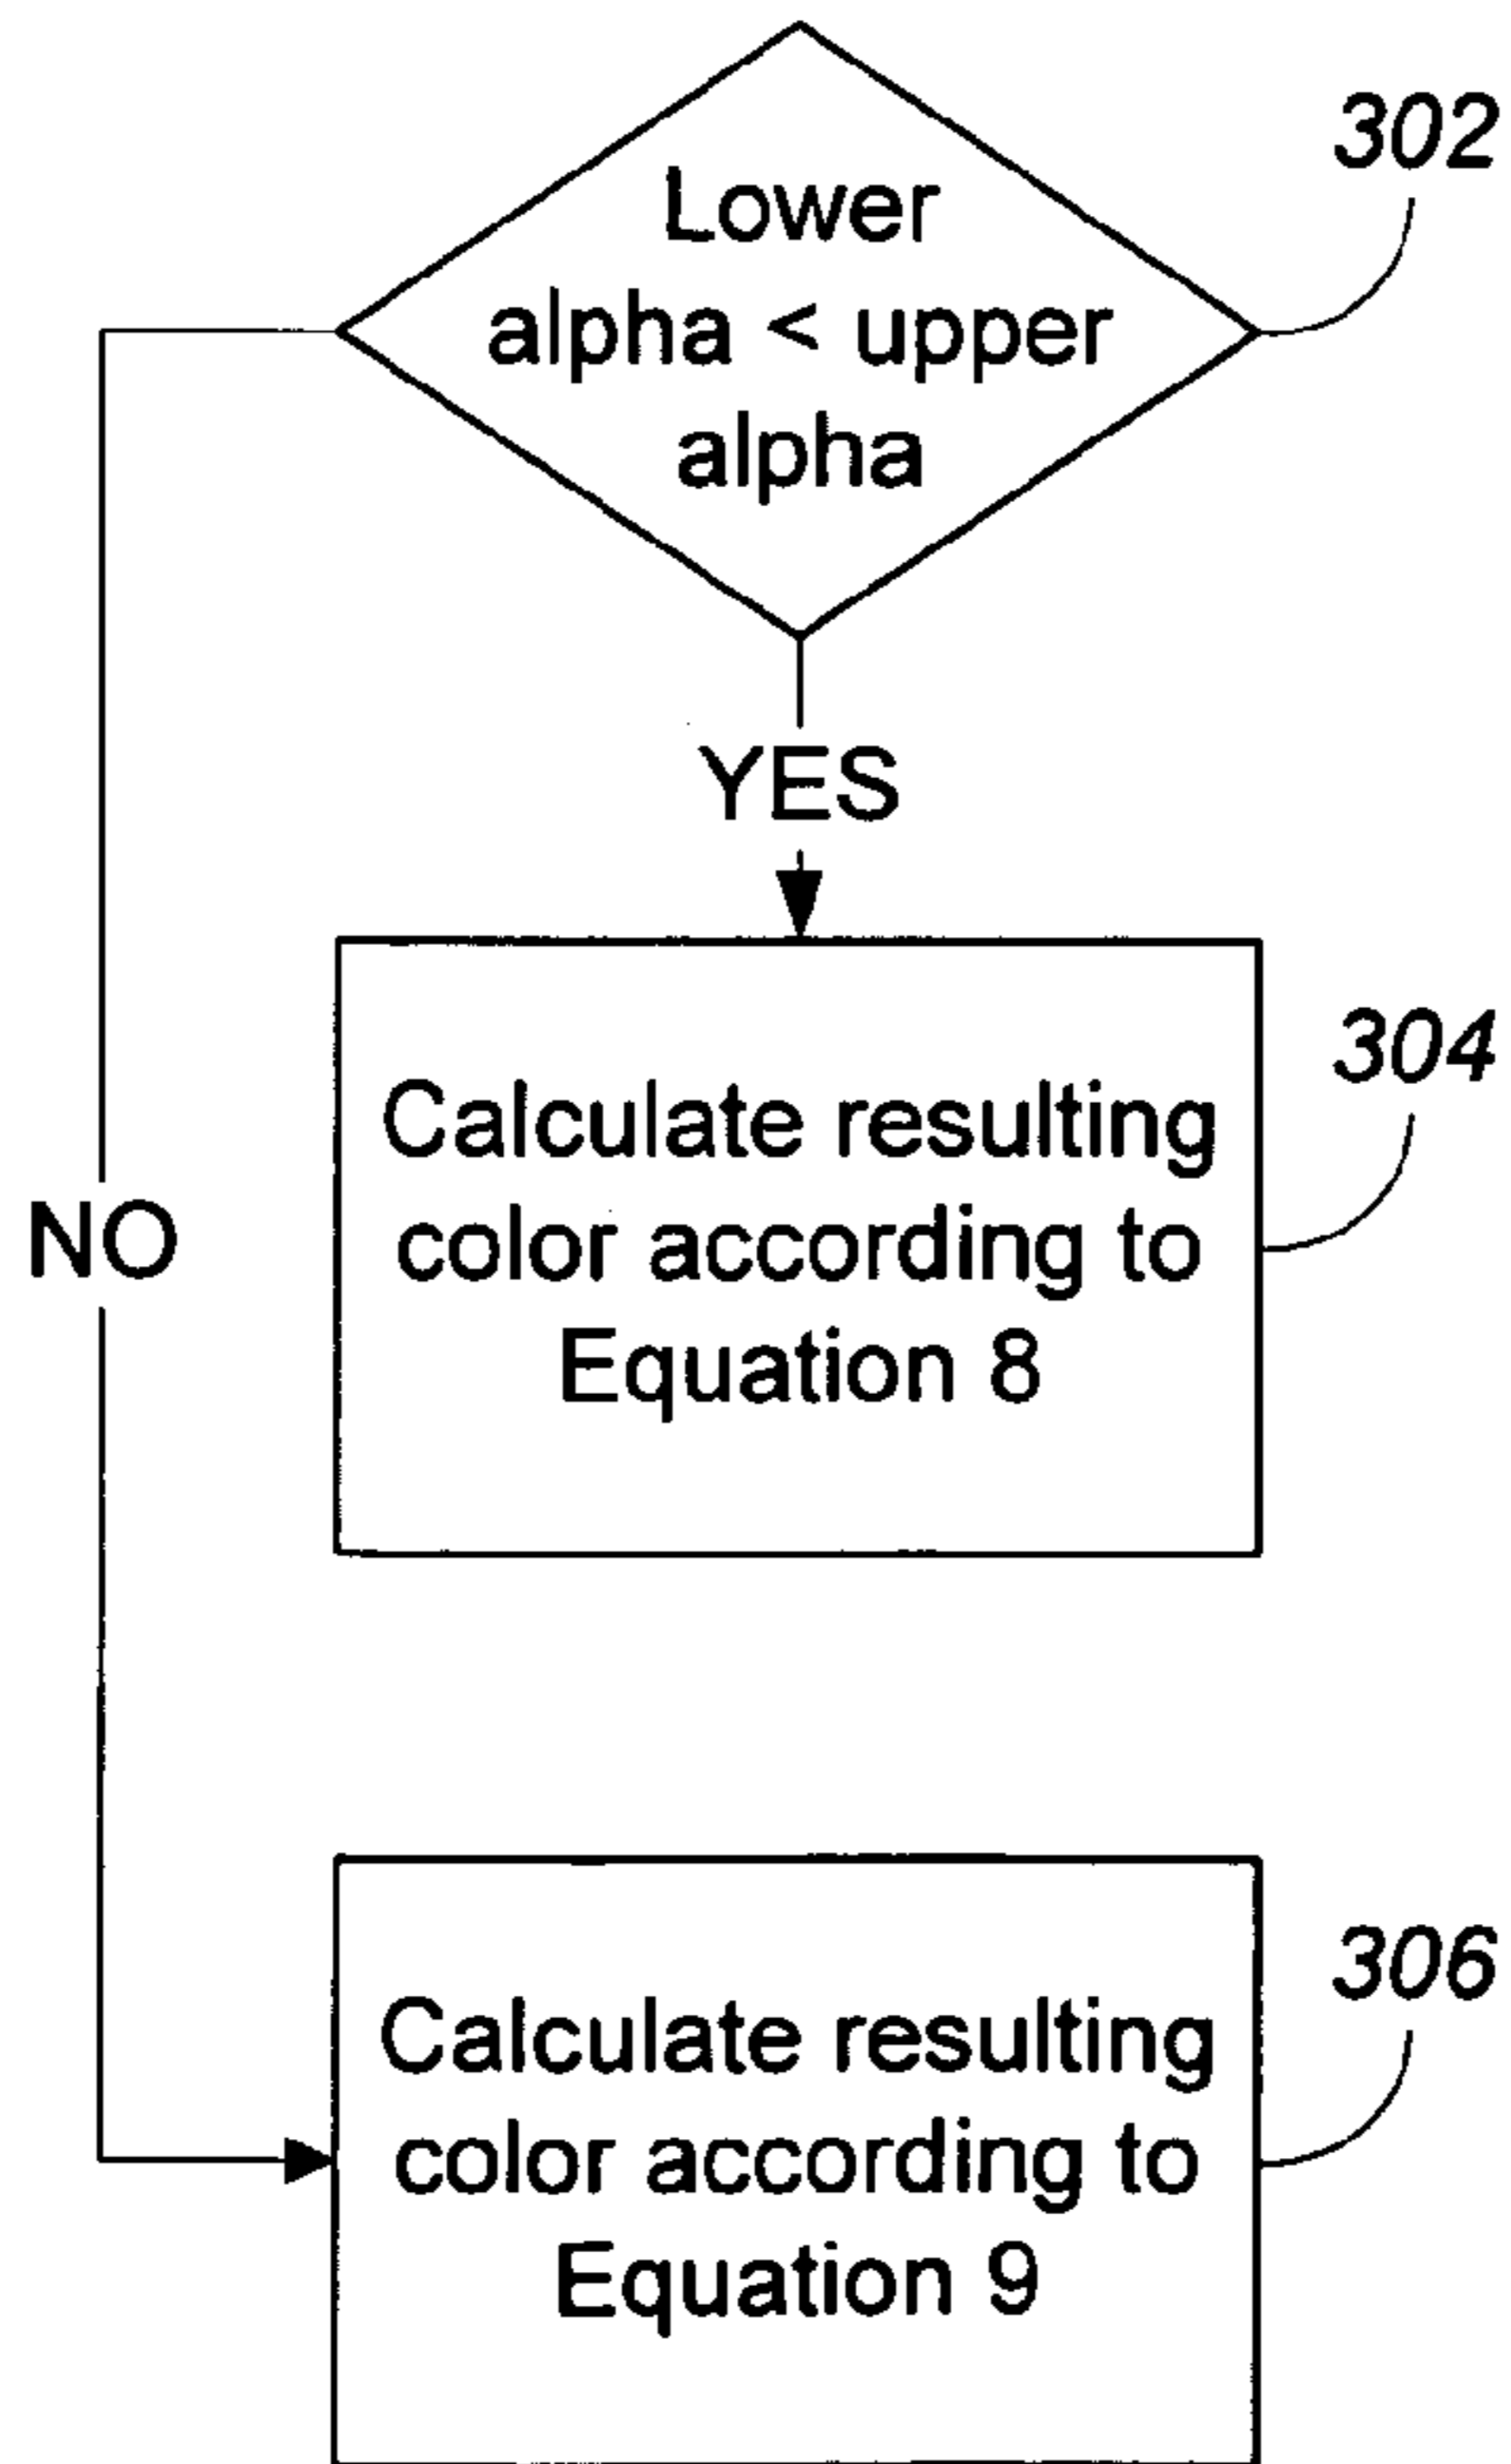 302
Lower
alpha < upper
alpha
YES
304
Calculate resulting
color according to
Equation 8
NO
306
Calculate resulting
color according to
Equation 9